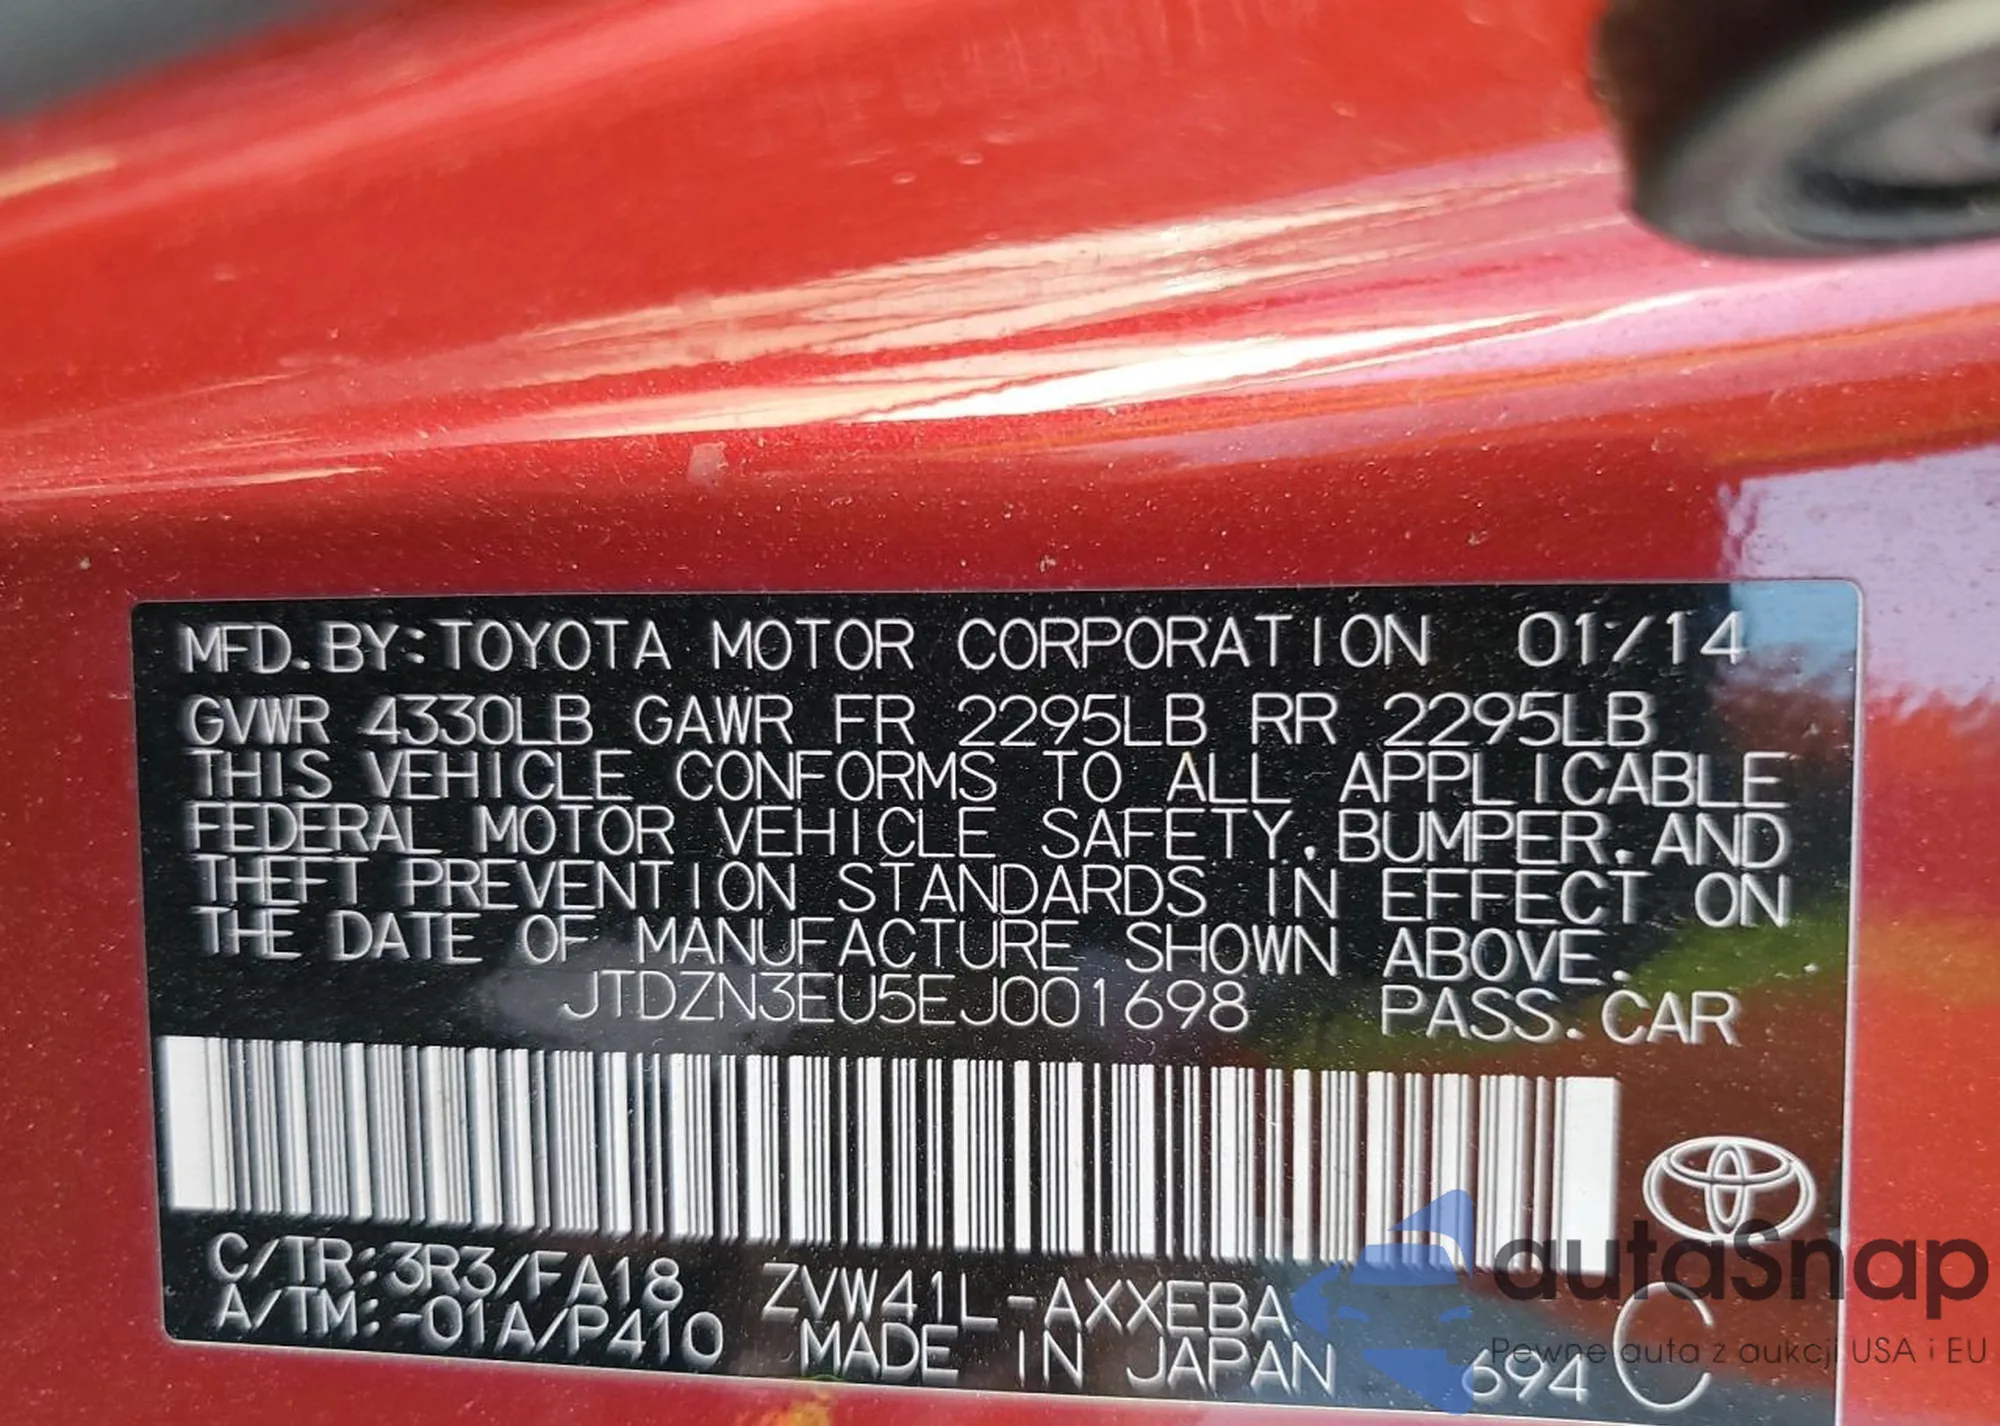 MFD. BY: TOYOTA MOTOR CORPORATION 01/14
GVWR 4330LB GAWR FR 2295LB RR 2295LB
THIS VEHICLE CONFORMS TO ALL APPLICABLE
FEDERAL MOTOR VEHICLE SAFETY, BUMPER, AND
THEFT PREVENTION STANDARDS IN EFFECT ON
THE DATE OF MANUFACTURE SHOWN ABOVE.
JTDZN3EU5EJ001698 PASS. CAR
C/TR: 3R3/FA18 ZVW41L-AXXEBA
A/TM: -01A/P410 MADE IN JAPAN 694 C
autaSnap
Pewne auta z aukcji USA i EU